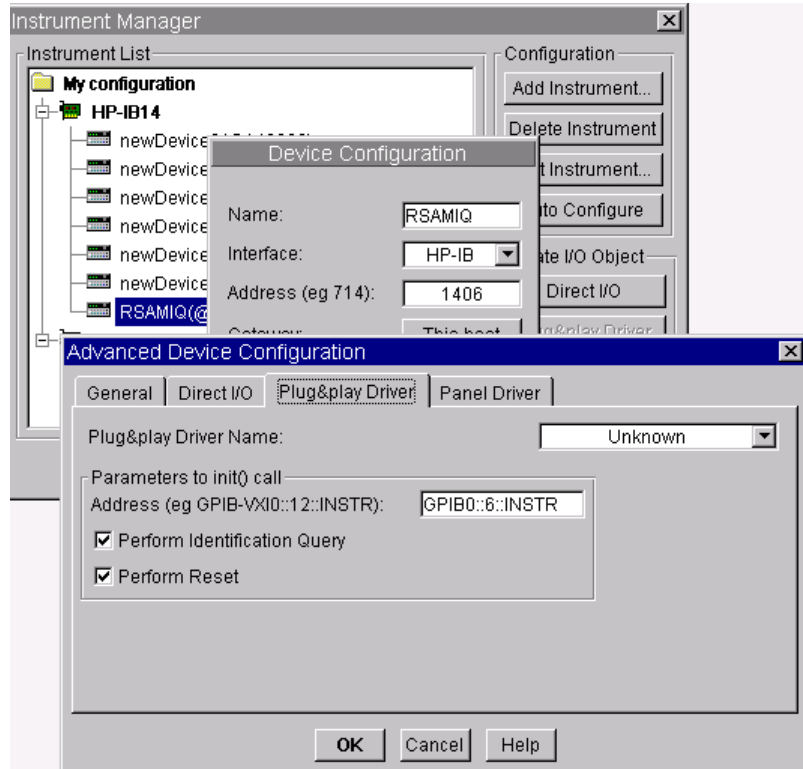 Instrument Manager
Instrument List
Configuration
My configuration
Add Instrument...
HP-IB14
Delete Instrument
newDevice
Device Configuration
newDevice
t Instrument...
newDevice
Name:
RSAMIQ
to Configure
newDevice
Interface:
HP-IB
ate I/O Object
newDevice
Address (eg 714):
1406
Direct I/O
newDevice
RSAMIQ(@
This host
Advanced Device Configuration
General
Direct I/O
Plug&play Driver
Panel Driver
Plug&play Driver Name:
Unknown
Parameters to init() call
Address (eg GPIB-VXI0::12::INSTR):
GPIB0::6::INSTR
Perform Identification Query
Perform Reset
OK
Cancel
Help